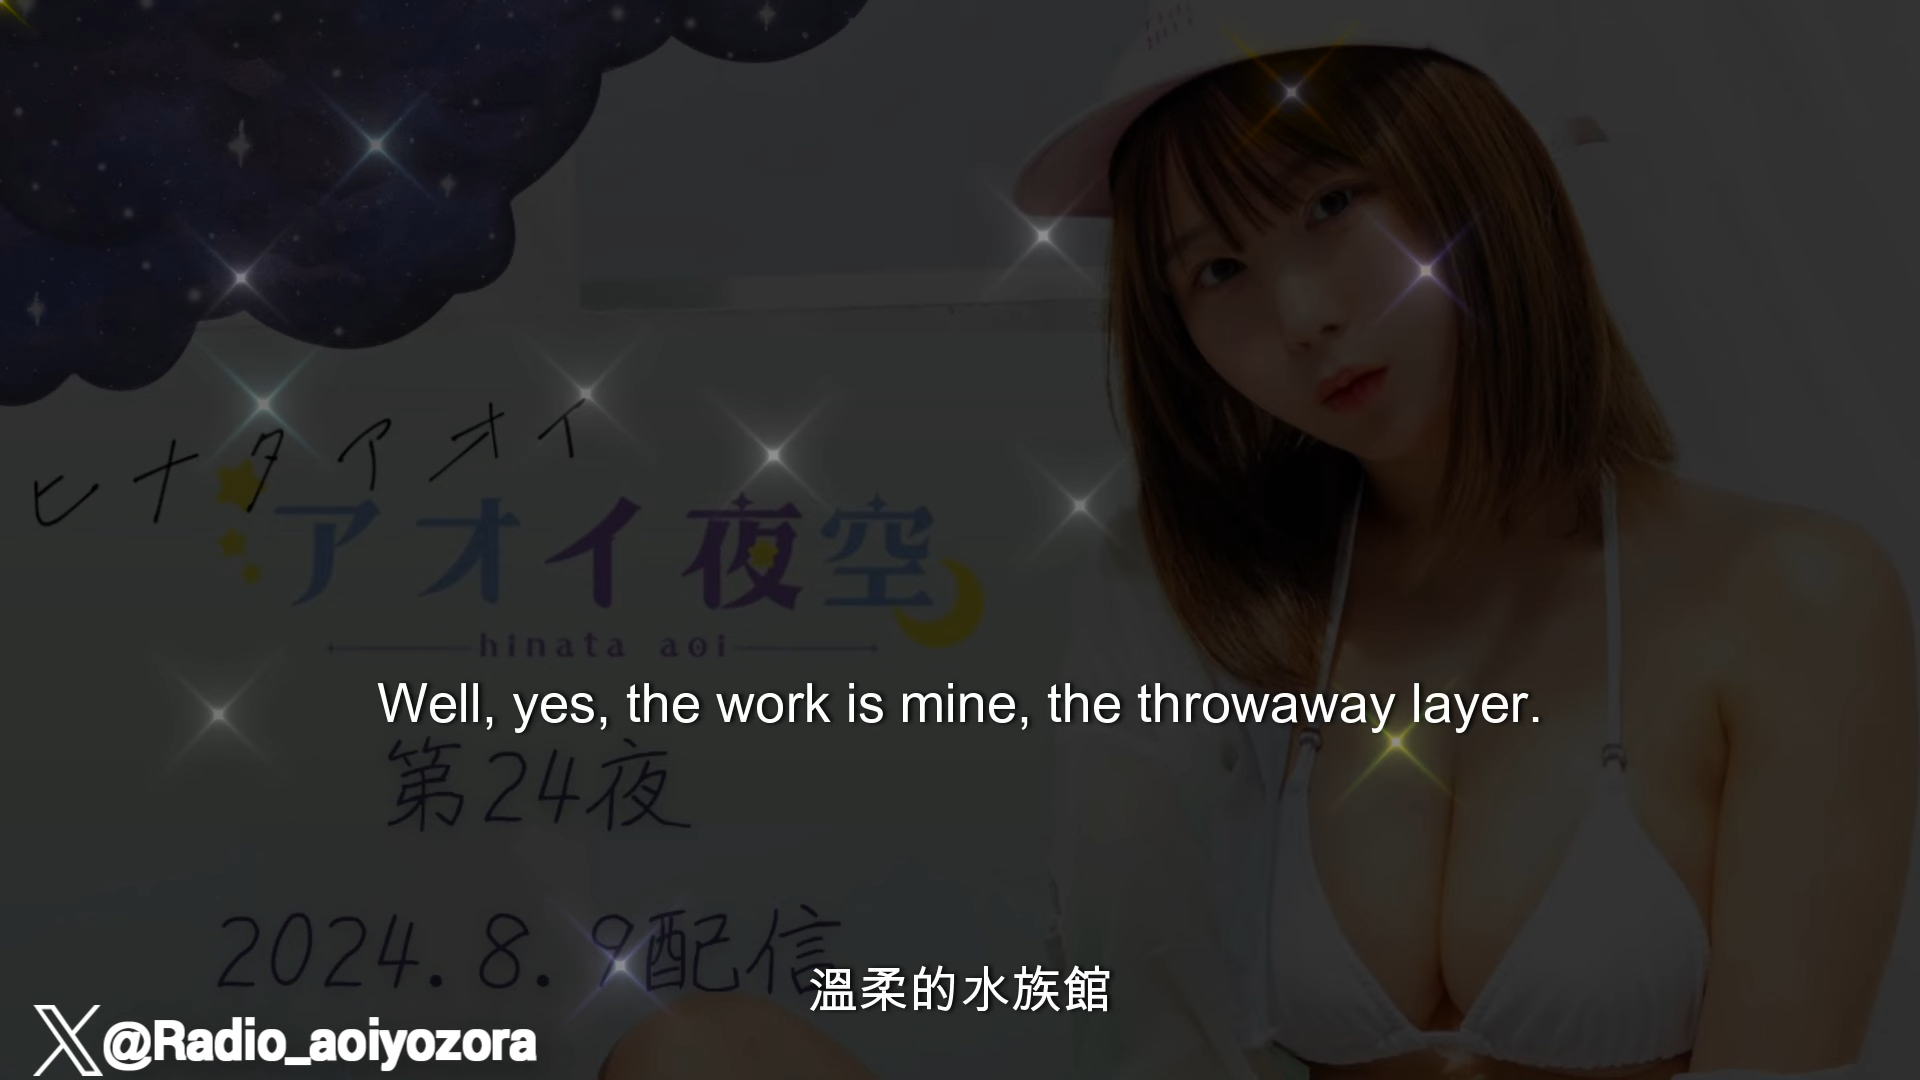 ヒナタアオイ
アオイ夜空
hinata aoi
Well, yes, the work is mine, the throwaway layer.
第24夜
2024.8.9配信
溫柔的水族館
X@Radio_aoiyozora